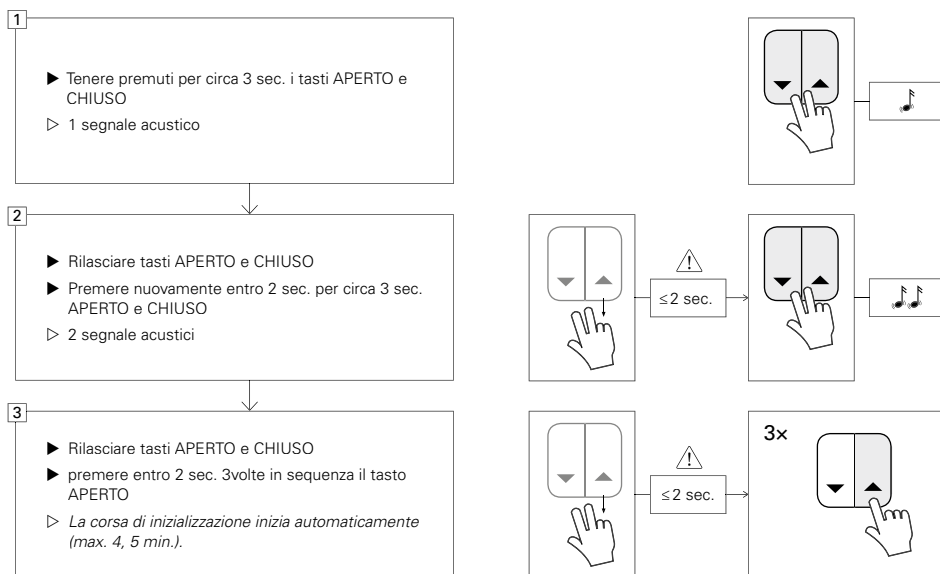 1
▶ Tenere premuti per circa 3 sec. i tasti APERTO e
CHIUSO
▷ 1 segnale acustico
2
▶ Rilasciare tasti APERTO e CHIUSO
▶ Premere nuovamente entro 2 sec. per circa 3 sec.
APERTO e CHIUSO
▷ 2 segnale acustici
≤2 sec.
3
▶ Rilasciare tasti APERTO e CHIUSO
▶ premere entro 2 sec. 3volte in sequenza il tasto
APERTO
▷ La corsa di inizializzazione inizia automaticamente
(max. 4, 5 min.).
≤2 sec.
3×